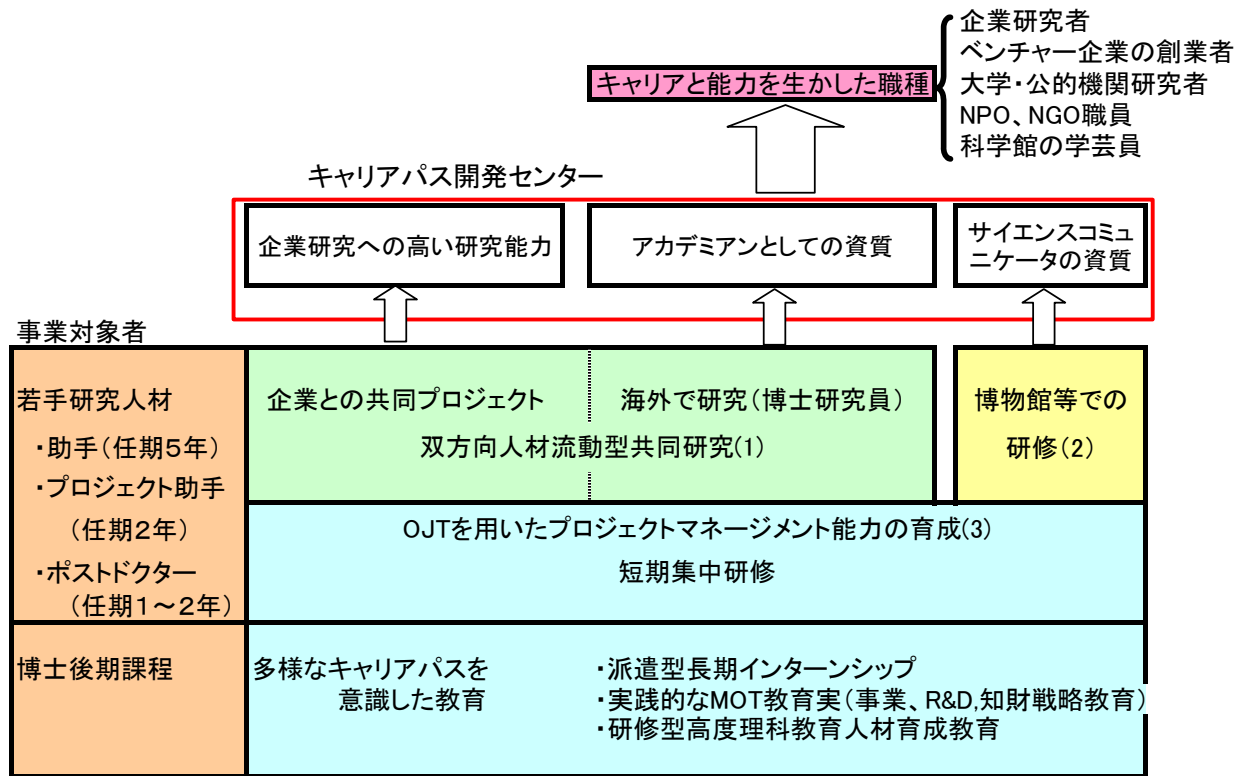 企業研究者
ベンチャー企業の創業者
大学・公的機関研究者
NPO、NGO職員
科学館の学芸員
キャリアと能力を生かした職種
キャリアパス開発センター
企業研究への高い研究能力
アカデミアンとしての資質
サイエンスコミュ
ニケータの資質
事業対象者
若手研究人材
・助手（任期５年）
・プロジェクト助手
（任期２年）
・ポストドクター
（任期１～２年）
企業との共同プロジェクト
海外で研究（博士研究員）
双方向人材流動型共同研究(1)
博物館等での
研修(2)
OJTを用いたプロジェクトマネージメント能力の育成(3)
短期集中研修
博士後期課程
多様なキャリアパスを
意識した教育
・派遣型長期インターンシップ
・実践的なMOT教育実（事業、R&D,知財戦略教育）
・研修型高度理科教育人材育成教育